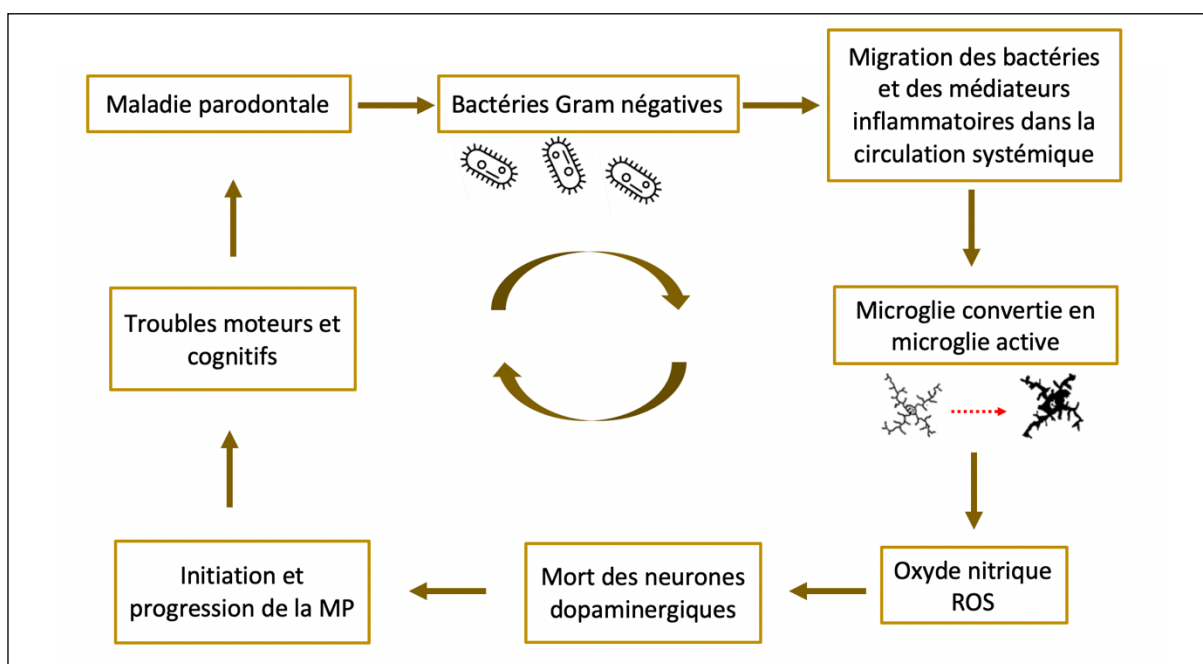 Maladie parodontale
Bactéries Gram négatives
Migration des bactéries
et des médiateurs
inflammatoires dans la
circulation systémique
Microglie convertie en
microglie active
Oxyde nitrique
ROS
Mort des neurones
dopaminergiques
Initiation et
progression de la MP
Troubles moteurs et
cognitifs